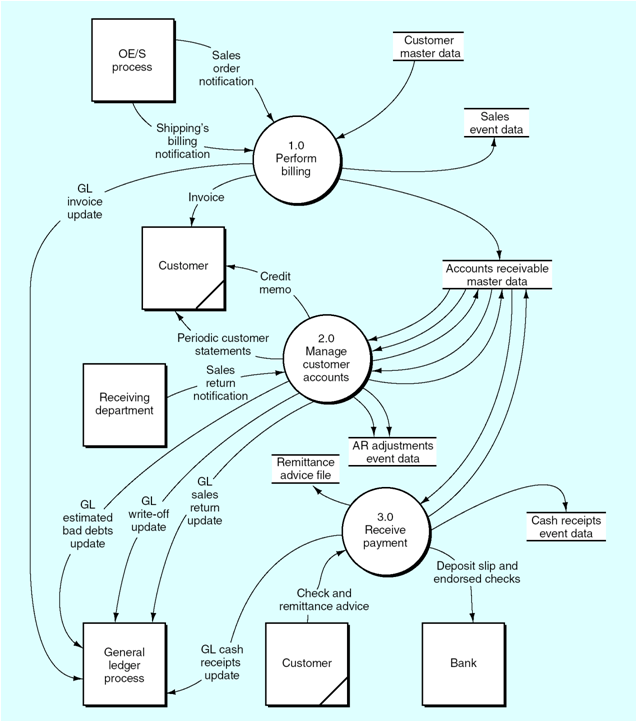 OE/S
process
Sales
order
notification
Customer
master data
Sales
event data
Shipping's
billing
notification
1.0
Perform
billing
GL
invoice
update
Invoice
Customer
Credit
memo
Accounts receivable
master data
Periodic customer
statements
2.0
Manage
customer
accounts
Receiving
department
Sales
return
notification
AR adjustments
event data
Remittance
advice file
GL
estimated
bad debts
update
GL
write-off
update
GL
sales
return
update
3.0
Receive
payment
Cash receipts
event data
Deposit slip and
endorsed checks
Check and
remittance advice
General
ledger
process
GL cash
receipts
update
Customer
Bank